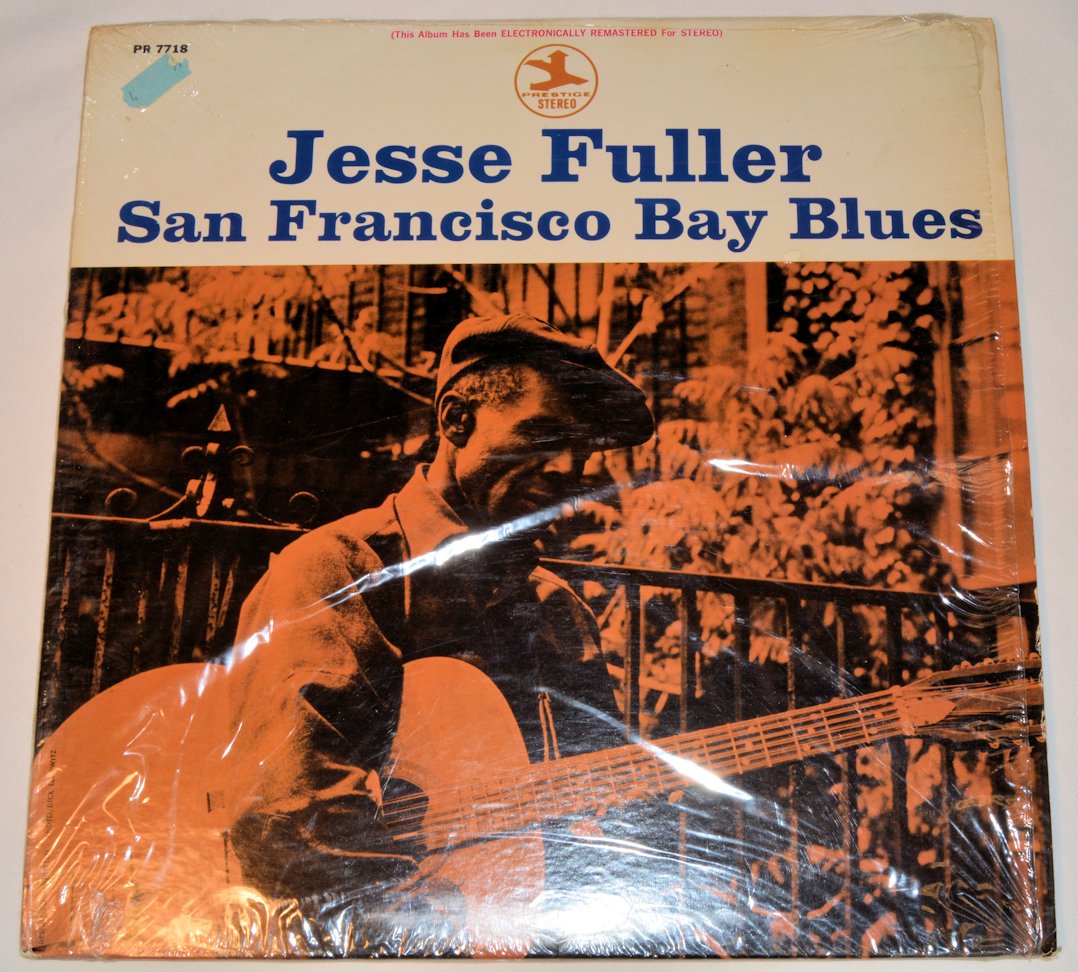 (This Album Has Been ELECTRONICALLY REMASTERED For STEREO)
PR 7718
PRESTIGE
STEREO
Jesse Fuller
San Francisco Bay Blues